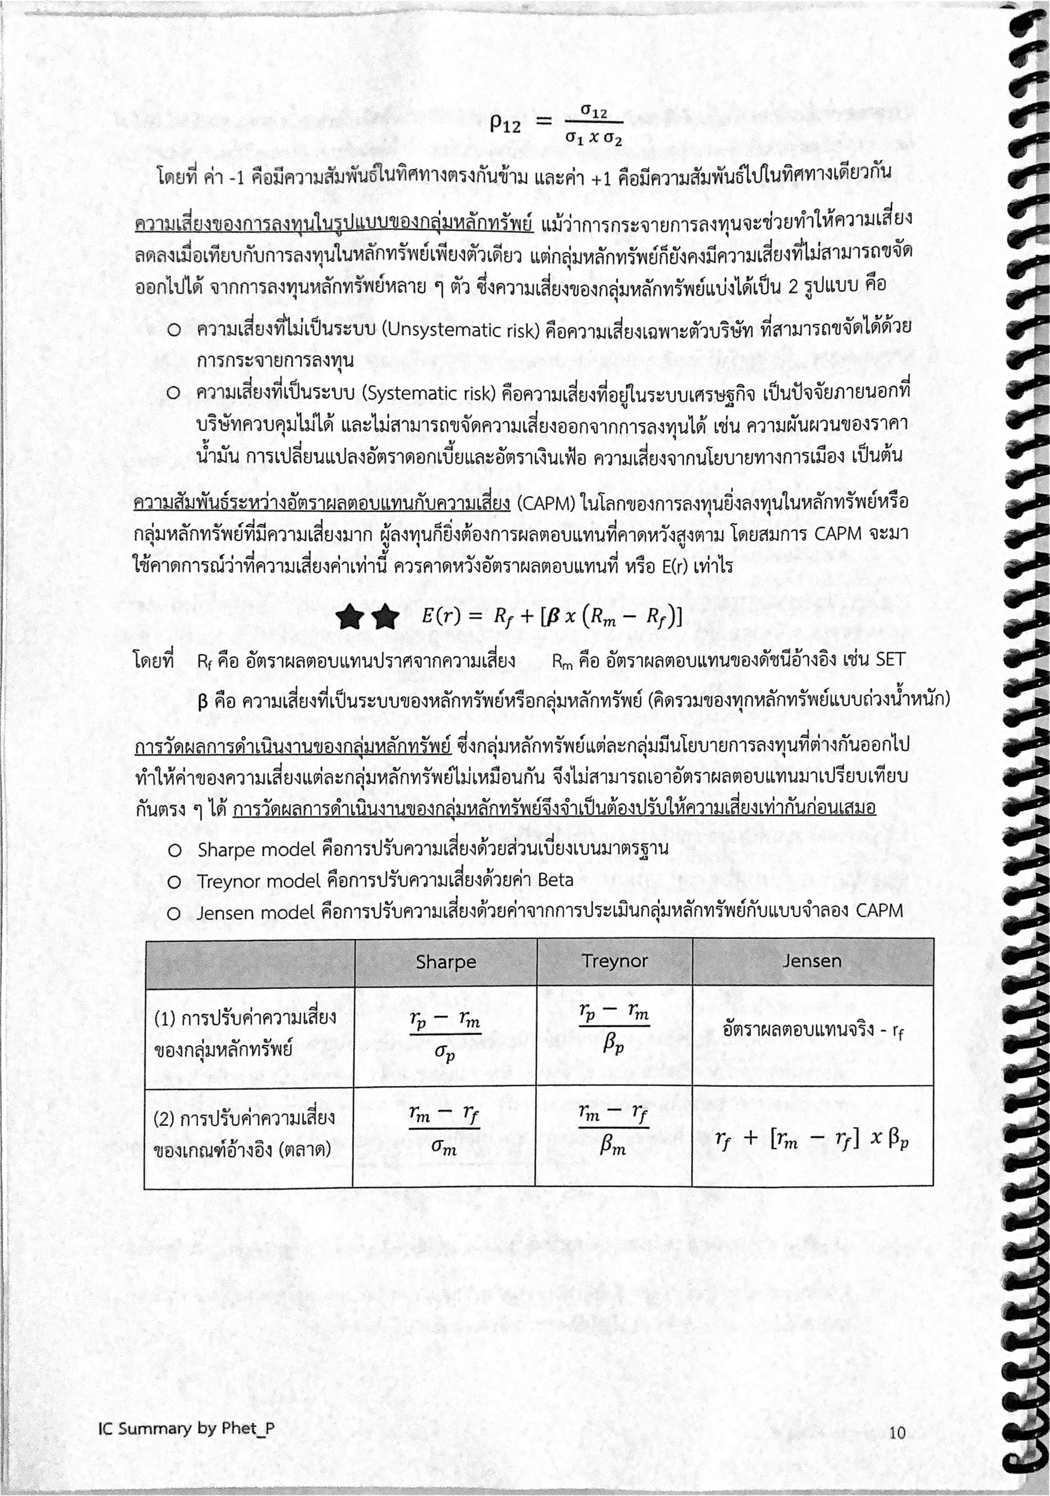 ρ12 = σ12 / σ1 x σ2
โดยที่ ค่า -1 คือมีความสัมพันธ์ในทิศทางตรงกันข้าม และค่า +1 คือมีความสัมพันธ์ไปในทิศทางเดียวกัน
ความเสี่ยงของการลงทุนในรูปแบบของกลุ่มหลักทรัพย์ แม้ว่าการกระจายการลงทุนจะช่วยทำให้ความเสี่ยง
ลดลงเมื่อเทียบกับการลงทุนในหลักทรัพย์เพียงตัวเดียว แต่กลุ่มหลักทรัพย์ก็ยังคงมีความเสี่ยงที่ไม่สามารถขจัด
ออกไปได้ จากการลงทุนหลักทรัพย์หลาย ๆ ตัว ซึ่งความเสี่ยงของกลุ่มหลักทรัพย์แบ่งได้เป็น 2 รูปแบบ คือ
O ความเสี่ยงที่ไม่เป็นระบบ (Unsystematic risk) คือความเสี่ยงเฉพาะตัวบริษัท ที่สามารถขจัดได้ด้วย
การกระจายการลงทุน
O ความเสี่ยงที่เป็นระบบ (Systematic risk) คือความเสี่ยงที่อยู่ในระบบเศรษฐกิจ เป็นปัจจัยภายนอกที่
บริษัทควบคุมไม่ได้ และไม่สามารถขจัดความเสี่ยงออกจากการลงทุนได้ เช่น ความผันผวนของราคา
น้ำมัน การเปลี่ยนแปลงอัตราดอกเบี้ยและอัตราเงินเฟ้อ ความเสี่ยงจากนโยบายทางการเมือง เป็นต้น
ความสัมพันธ์ระหว่างอัตราผลตอบแทนกับความเสี่ยง (CAPM) ในโลกของการลงทุนยิ่งลงทุนในหลักทรัพย์หรือ
กลุ่มหลักทรัพย์ที่มีความเสี่ยงมาก ผู้ลงทุนก็ยิ่งต้องการผลตอบแทนที่คาดหวังสูงตาม โดยสมการ CAPM จะมา
ใช้คาดการณ์ว่าที่ความเสี่ยงค่าเท่านี้ ควรคาดหวังอัตราผลตอบแทนที่ หรือ E(r) เท่าไร
★★ E(r) = Rf + [β x (Rm − Rf)]
โดยที่ Rf คือ อัตราผลตอบแทนปราศจากความเสี่ยง Rm คือ อัตราผลตอบแทนของดัชนีอ้างอิง เช่น SET
β คือ ความเสี่ยงที่เป็นระบบของหลักทรัพย์หรือกลุ่มหลักทรัพย์ (คิดรวมของทุกหลักทรัพย์แบบถ่วงน้ำหนัก)
การวัดผลการดำเนินงานของกลุ่มหลักทรัพย์ ซึ่งกลุ่มหลักทรัพย์แต่ละกลุ่มมีนโยบายการลงทุนที่ต่างกันออกไป
ทำให้ค่าของความเสี่ยงแต่ละกลุ่มหลักทรัพย์ไม่เหมือนกัน จึงไม่สามารถเอาอัตราผลตอบแทนมาเปรียบเทียบ
กันตรง ๆ ได้ การวัดผลการดำเนินงานของกลุ่มหลักทรัพย์จึงจำเป็นต้องปรับให้ความเสี่ยงเท่ากันก่อนเสมอ
O Sharpe model คือการปรับความเสี่ยงด้วยส่วนเบี่ยงเบนมาตรฐาน
O Treynor model คือการปรับความเสี่ยงด้วยค่า Beta
O Jensen model คือการปรับความเสี่ยงด้วยค่าจากการประเมินกลุ่มหลักทรัพย์กับแบบจำลอง CAPM
Sharpe Treynor Jensen
(1) การปรับค่าความเสี่ยง
ของกลุ่มหลักทรัพย์
rp − rm / σp
rp − rm / βp
อัตราผลตอบแทนจริง - rf
(2) การปรับค่าความเสี่ยง
ของเกณฑ์อ้างอิง (ตลาด)
rm − rf / σm
rm − rf / βm
rf + [rm − rf] x βp
IC Summary by Phet_P
10